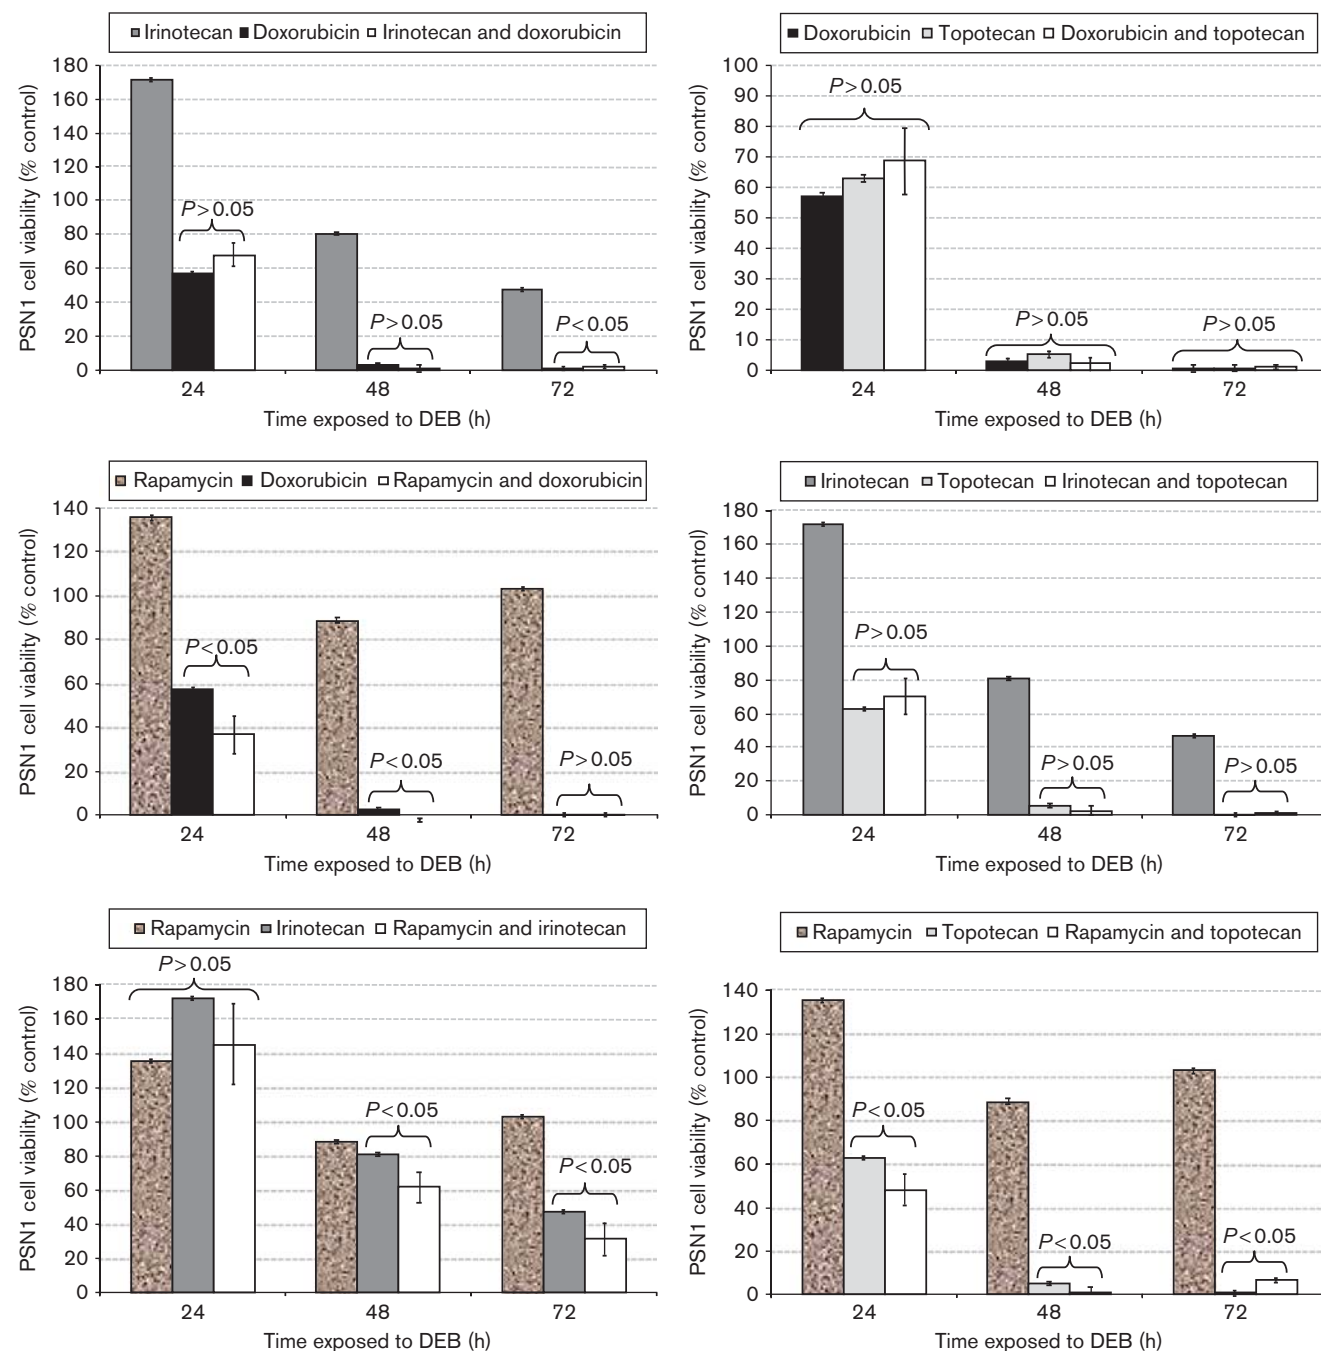 Irinotecan Doxorubicin Irinotecan and doxorubicin
PSN1 cell viability (% control)
180
160
140
120
100
80
60
40
20
0
P>0.05
P>0.05
P<0.05
24 48 72
Time exposed to DEB (h)
Doxorubicin Topotecan Doxorubicin and topotecan
PSN1 cell viability (% control)
100
90
80
70
60
50
40
30
20
10
0
P>0.05
P>0.05
P>0.05
24 48 72
Time exposed to DEB (h)
Rapamycin Doxorubicin Rapamycin and doxorubicin
PSN1 cell viability (% control)
140
120
100
80
60
40
20
0
P<0.05
P<0.05
P>0.05
24 48 72
Time exposed to DEB (h)
Irinotecan Topotecan Irinotecan and topotecan
PSN1 cell viability (% control)
180
160
140
120
100
80
60
40
20
0
P>0.05
P>0.05
P>0.05
24 48 72
Time exposed to DEB (h)
Rapamycin Irinotecan Rapamycin and irinotecan
PSN1 cell viability (% control)
180
160
140
120
100
80
60
40
20
0
P>0.05
P<0.05
P<0.05
24 48 72
Time exposed to DEB (h)
Rapamycin Topotecan Rapamycin and topotecan
PSN1 cell viability (% control)
140
120
100
80
60
40
20
0
P<0.05
P<0.05
P<0.05
24 48 72
Time exposed to DEB (h)